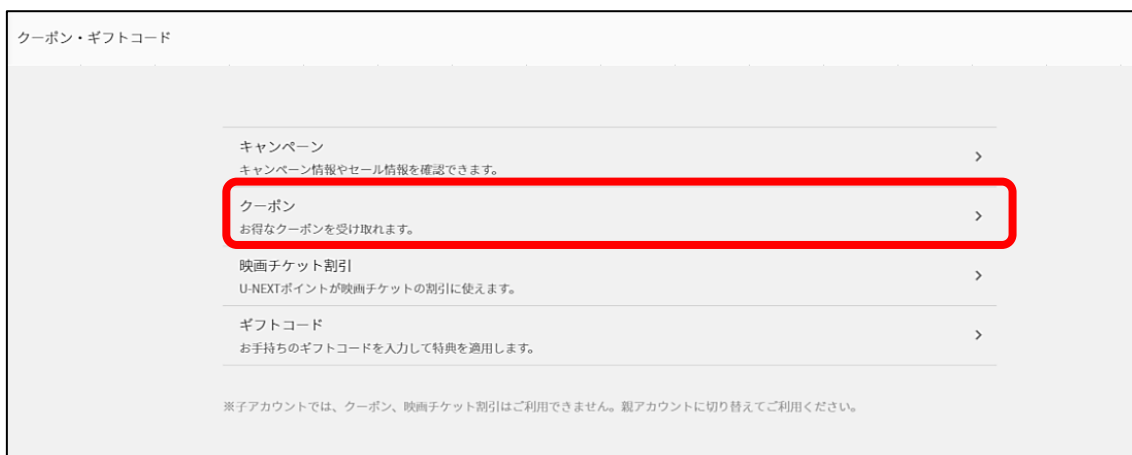 クーポン・ギフトコード
キャンペーン
キャンペーン情報やセール情報を確認できます。
クーポン
お得なクーポンを受け取れます。
映画チケット割引
U-NEXTポイントが映画チケットの割引に使えます。
ギフトコード
お手持ちのギフトコードを入力して特典を適用します。
※子アカウントでは、クーポン、映画チケット割引はご利用できません。親アカウントに切り替えてご利用ください。